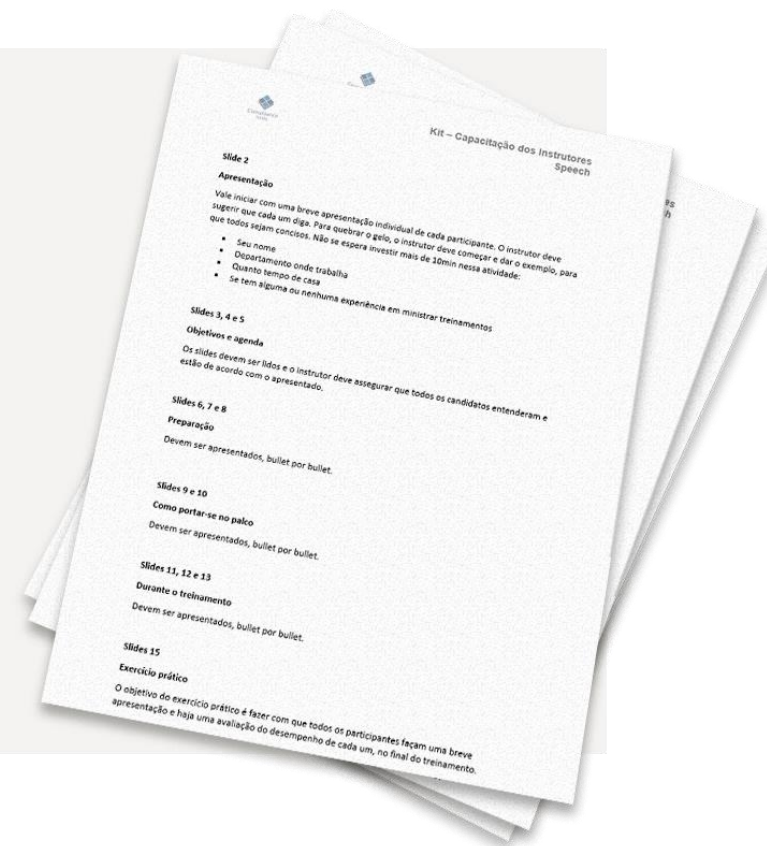 Compliance
Kit – Capacitação dos Instrutores
Speech
Slide 2
Apresentação
Vale iniciar com uma breve apresentação individual de cada participante. O instrutor deve
sugerir que cada um diga. Para quebrar o gelo, o instrutor deve começar e dar o exemplo, para
que todos sejam concisos. Não se espera investir mais de 10min nessa atividade:
• Seu nome
• Departamento onde trabalha
• Quanto tempo de casa
• Se tem alguma ou nenhuma experiência em ministrar treinamentos
Slides 3, 4 e 5
Objetivos e agenda
Os slides devem ser lidos e o instrutor deve assegurar que todos os candidatos entenderam e
estão de acordo com o apresentado.
Slides 6, 7 e 8
Preparação
Devem ser apresentados, bullet por bullet.
Slides 9 e 10
Como portar-se no palco
Devem ser apresentados, bullet por bullet.
Slides 11, 12 e 13
Durante o treinamento
Devem ser apresentados, bullet por bullet.
Slides 15
Exercício prático
O objetivo do exercício prático é fazer com que todos os participantes façam uma breve
apresentação e haja uma avaliação do desempenho de cada um, no final do treinamento.
es
h